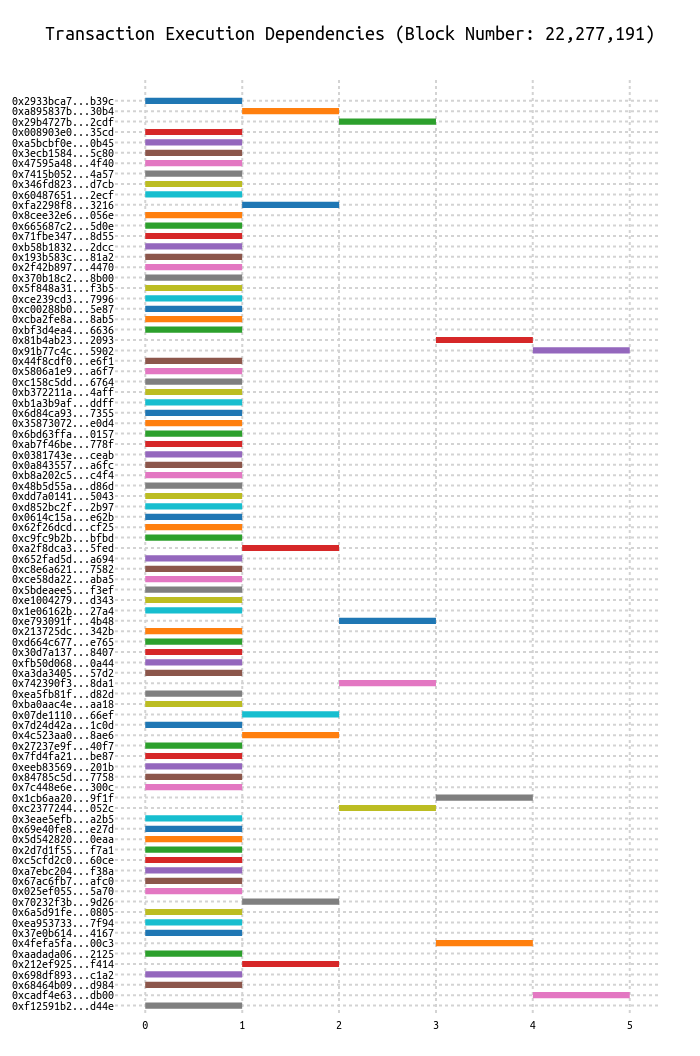 Transaction Execution Dependencies (Block Number: 22,277,191)
0x2933bca7...b39c
0xa895837b...30b4
0x29b4727b...2cdf
0x008903e0...35cd
0xa5bcbf0e...0b45
0x3ecb1584...5c80
0x47595a48...4f40
0x7415b052...4a57
0x346fd823...d7cb
0x60487651...2ecf
0xfa2298f8...3216
0x8cee32e6...056e
0x665687c2...5d0e
0x71fbe347...8d55
0xb58b1832...2dcc
0x193b583c...81a2
0x2f42b897...4470
0x370b18c2...8b00
0x5f848a31...f3b5
0xce239cd3...7996
0xc00288b0...5e87
0xcba2fe8a...8ab5
0xbf3d4ea4...6636
0x81b4ab23...2093
0x91b77c4c...5902
0x44f8cdf0...e6f1
0x5806a1e9...a6f7
0xc158c5dd...6764
0xb372211a...4aff
0xb1a3b9af...ddff
0x6d84ca93...7355
0x35873072...e0d4
0x6bd63ffa...0157
0xab7f46be...778f
0x0381743e...ceab
0x0a843557...a6fc
0xb8a202c5...c4f4
0x48b5d55a...d86d
0xdd7a0141...5043
0xd852bc2f...2b97
0x0614c15a...e62b
0x62f26dcd...cf25
0xc9fc9b2b...bfbd
0xa2f8dca3...5fed
0x652fad5d...a694
0xc8e6a621...7582
0xce58da22...aba5
0x5bdeaee5...f3ef
0xe1004279...d343
0x1e06162b...27a4
0xe793091f...4b48
0x213725dc...342b
0xd664c677...e765
0x30d7a137...8407
0xfb50d068...0a44
0xa3da3405...57d2
0x742390f3...8da1
0xea5fb81f...d82d
0xba0aac4e...aa18
0x07de1110...66ef
0x7d24d42a...1c0d
0x4c523aa0...8ae6
0x27237e9f...40f7
0x7fd4fa21...be87
0xeeb83569...201b
0x84785c5d...7758
0x7c448e6e...300c
0x1cb6aa20...9f1f
0xc2377244...052c
0x3eae5efb...a2b5
0x69e40fe8...e27d
0x5d542820...0eaa
0x2d7d1f55...f7a1
0xc5cfd2c0...60ce
0xa7ebc204...f38a
0x67ac6fb7...afc0
0x025ef055...5a70
0x70232f3b...9d26
0x6a5d91fe...0805
0xea953733...7f94
0x37e0b614...4167
0x4fefa5fa...00c3
0xaadada06...2125
0x212ef925...f414
0x698df893...c1a2
0x68464b09...d984
0xcadf4e63...db00
0xf12591b2...d44e
0 1 2 3 4 5